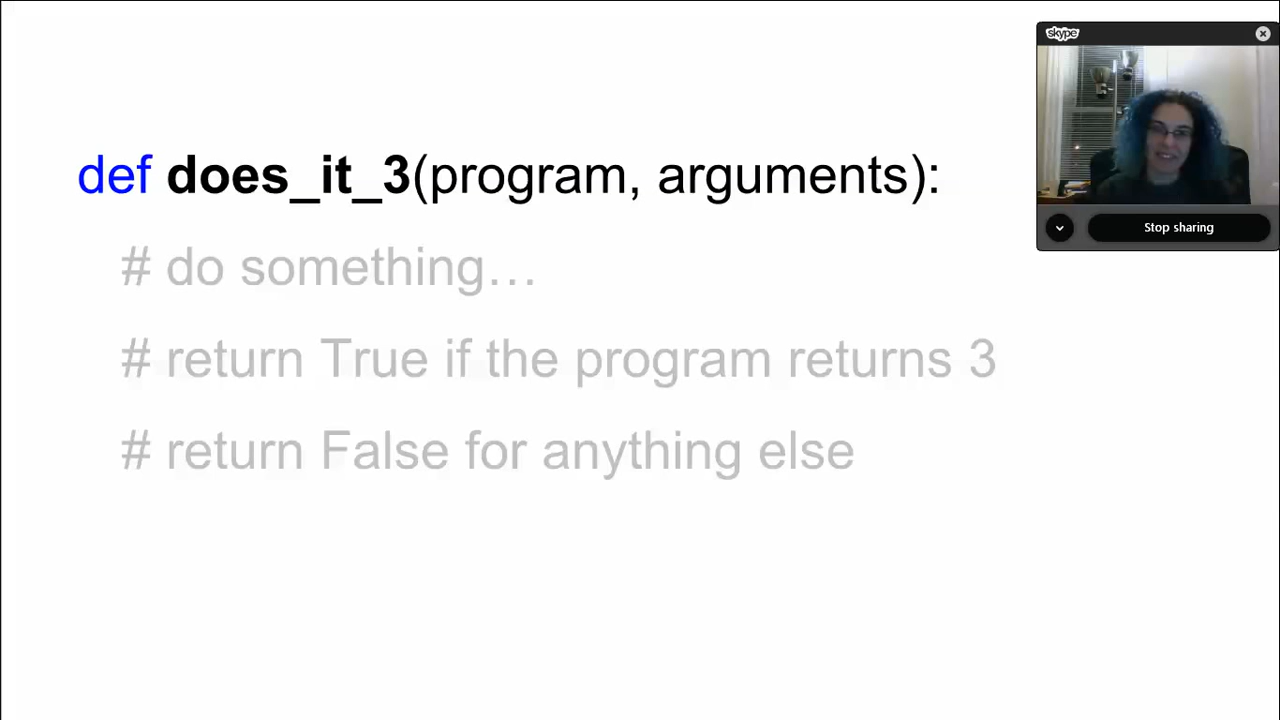 def does_it_3(program, arguments):
# do something…
# return True if the program returns 3
# return False for anything else
skype
Stop sharing